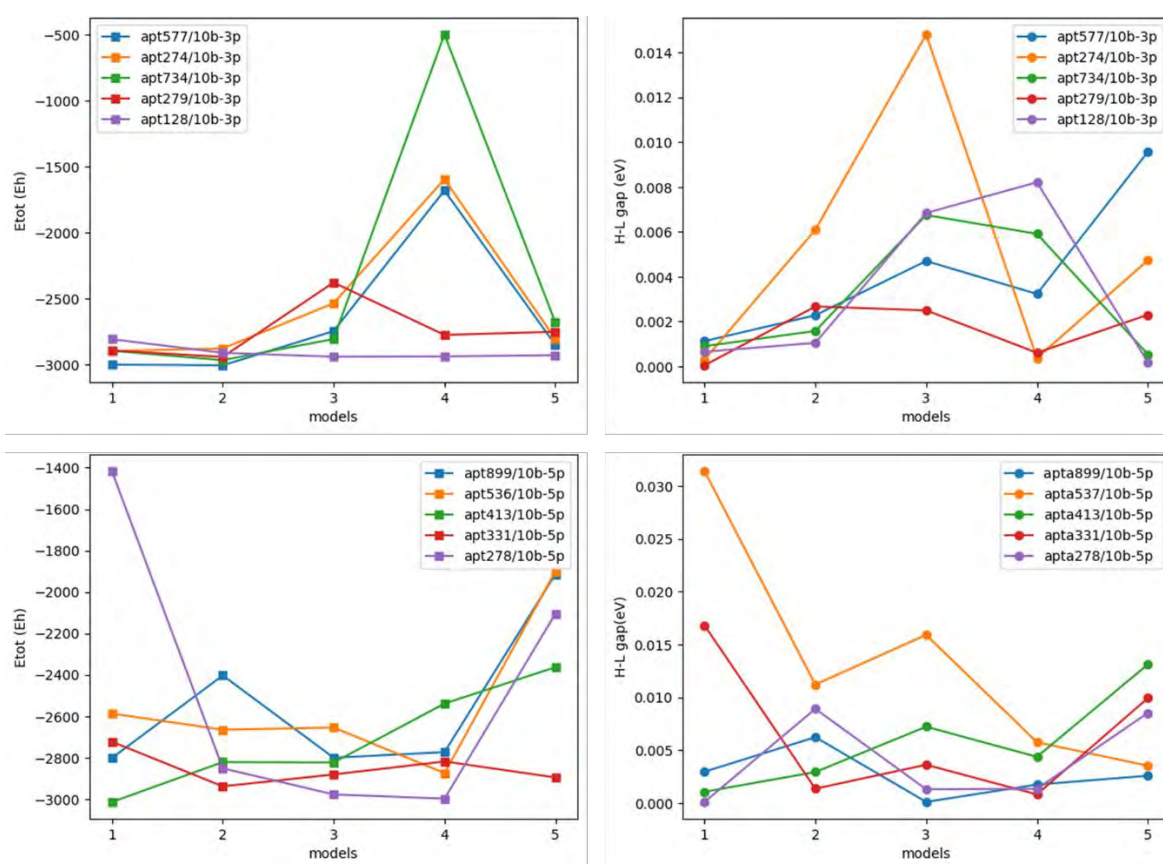 −500
−1000
−1500
−2000
−2500
−3000
Etot (Eh)
apt577/10b-3p
apt274/10b-3p
apt734/10b-3p
apt279/10b-3p
apt128/10b-3p
1 2 3 4 5
models
0.014
0.012
0.010
0.008
0.006
0.004
0.002
0.000
H-L gap (eV)
apt577/10b-3p
apt274/10b-3p
apt734/10b-3p
apt279/10b-3p
apt128/10b-3p
1 2 3 4 5
models
−1400
−1600
−1800
−2000
−2200
−2400
−2600
−2800
−3000
Etot (Eh)
apt899/10b-5p
apt536/10b-5p
apt413/10b-5p
apt331/10b-5p
apt278/10b-5p
1 2 3 4 5
models
0.030
0.025
0.020
0.015
0.010
0.005
0.000
H-L gap(eV)
apta899/10b-5p
apta537/10b-5p
apta413/10b-5p
apta331/10b-5p
apta278/10b-5p
1 2 3 4 5
models